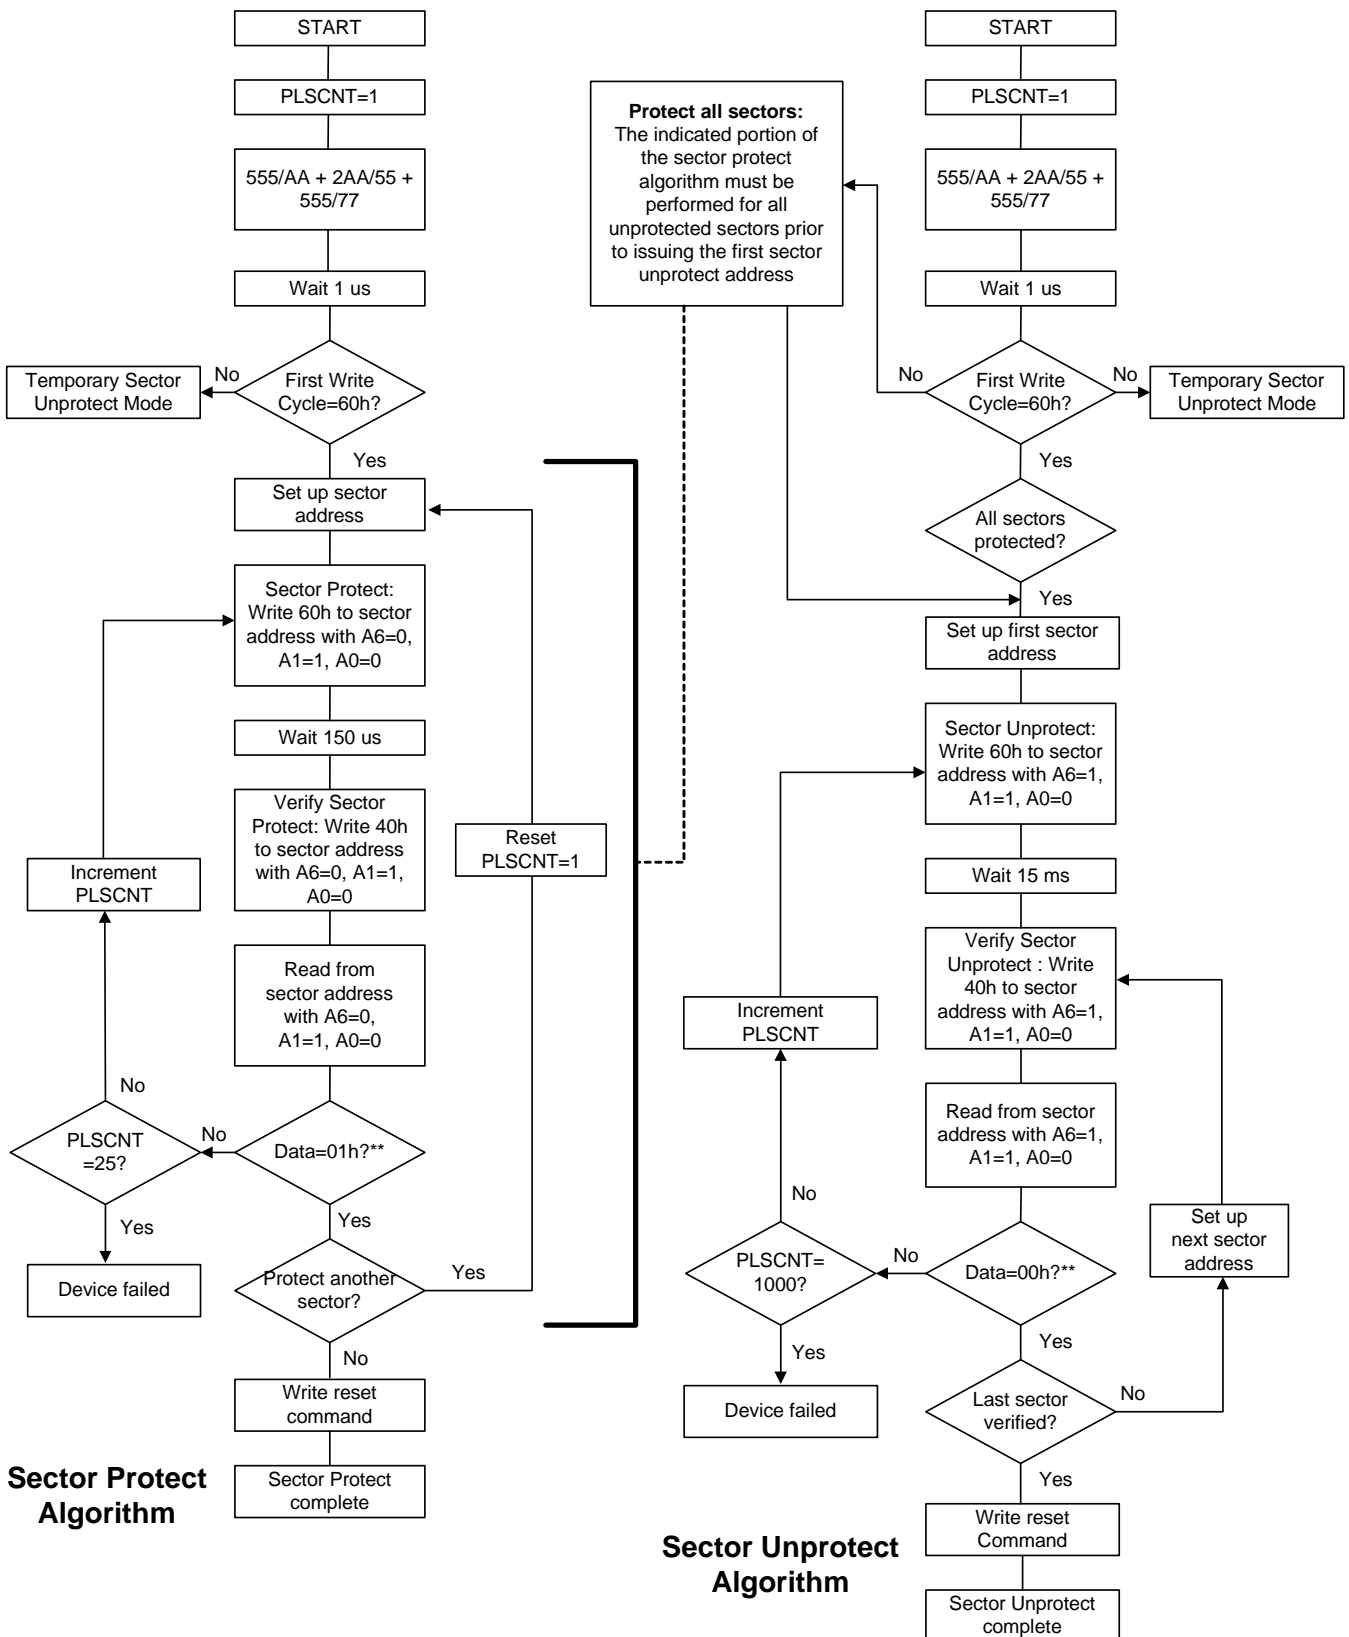 START
PLSCNT=1
555/AA + 2AA/55 +
555/77
Wait 1 us
First Write
Cycle=60h?
No
Temporary Sector
Unprotect Mode
Yes
Set up sector
address
Sector Protect:
Write 60h to sector
address with A6=0,
A1=1, A0=0
Wait 150 us
Verify Sector
Protect: Write 40h
to sector address
with A6=0, A1=1,
A0=0
Reset
PLSCNT=1
Increment
PLSCNT
Read from
sector address
with A6=0,
A1=1, A0=0
No
PLSCNT
=25?
No
Data=01h?**
Yes
Yes
Device failed
Protect another
sector?
Yes
No
Write reset
command
Sector Protect
complete
Sector Protect
Algorithm
Protect all sectors:
The indicated portion of
the sector protect
algorithm must be
performed for all
unprotected sectors prior
to issuing the first sector
unprotect address
START
PLSCNT=1
555/AA + 2AA/55 +
555/77
Wait 1 us
No
First Write
Cycle=60h?
No
Temporary Sector
Unprotect Mode
Yes
All sectors
protected?
Yes
Set up first sector
address
Sector Unprotect:
Write 60h to sector
address with A6=1,
A1=1, A0=0
Wait 15 ms
Verify Sector
Unprotect : Write
40h to sector
address with A6=1,
A1=1, A0=0
Increment
PLSCNT
Read from sector
address with A6=1,
A1=1, A0=0
No
PLSCNT=
1000?
No
Data=00h?**
Set up
next sector
address
Yes
Yes
Device failed
Last sector
verified?
No
Yes
Write reset
Command
Sector Unprotect
complete
Sector Unprotect
Algorithm